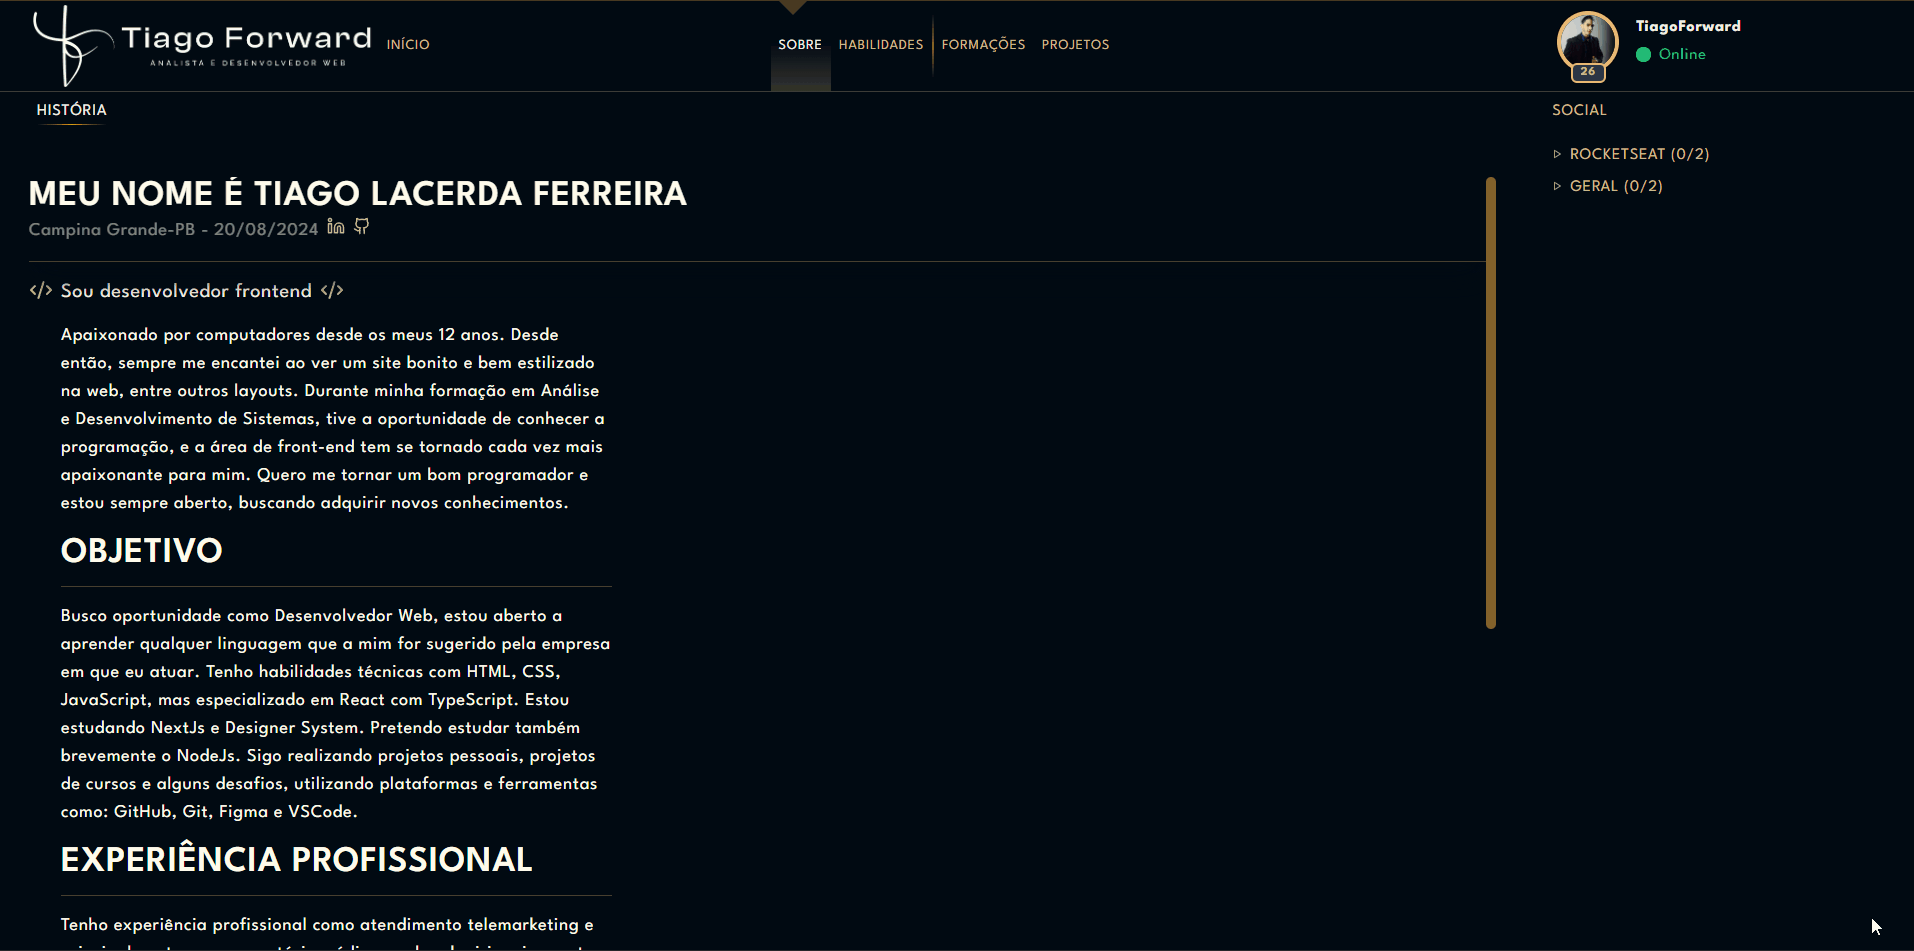 Tiago Forward
ANALISTA E DESENVOLVEDOR WEB
INÍCIO
SOBRE
HABILIDADES
FORMAÇÕES
PROJETOS
TiagoForward
Online
26
HISTÓRIA
SOCIAL
ROCKETSEAT (0/2)
GERAL (0/2)
MEU NOME É TIAGO LACERDA FERREIRA
Campina Grande-PB - 20/08/2024
</> Sou desenvolvedor frontend </>
Apaixonado por computadores desde os meus 12 anos. Desde
então, sempre me encantei ao ver um site bonito e bem estilizado
na web, entre outros layouts. Durante minha formação em Análise
e Desenvolvimento de Sistemas, tive a oportunidade de conhecer a
programação, e a área de front-end tem se tornado cada vez mais
apaixonante para mim. Quero me tornar um bom programador e
estou sempre aberto, buscando adquirir novos conhecimentos.
OBJETIVO
Busco oportunidade como Desenvolvedor Web, estou aberto a
aprender qualquer linguagem que a mim for sugerido pela empresa
em que eu atuar. Tenho habilidades técnicas com HTML, CSS,
JavaScript, mas especializado em React com TypeScript. Estou
estudando NextJs e Designer System. Pretendo estudar também
brevemente o NodeJs. Sigo realizando projetos pessoais, projetos
de cursos e alguns desafios, utilizando plataformas e ferramentas
como: GitHub, Git, Figma e VSCode.
EXPERIÊNCIA PROFISSIONAL
Tenho experiência profissional como atendimento telemarketing e